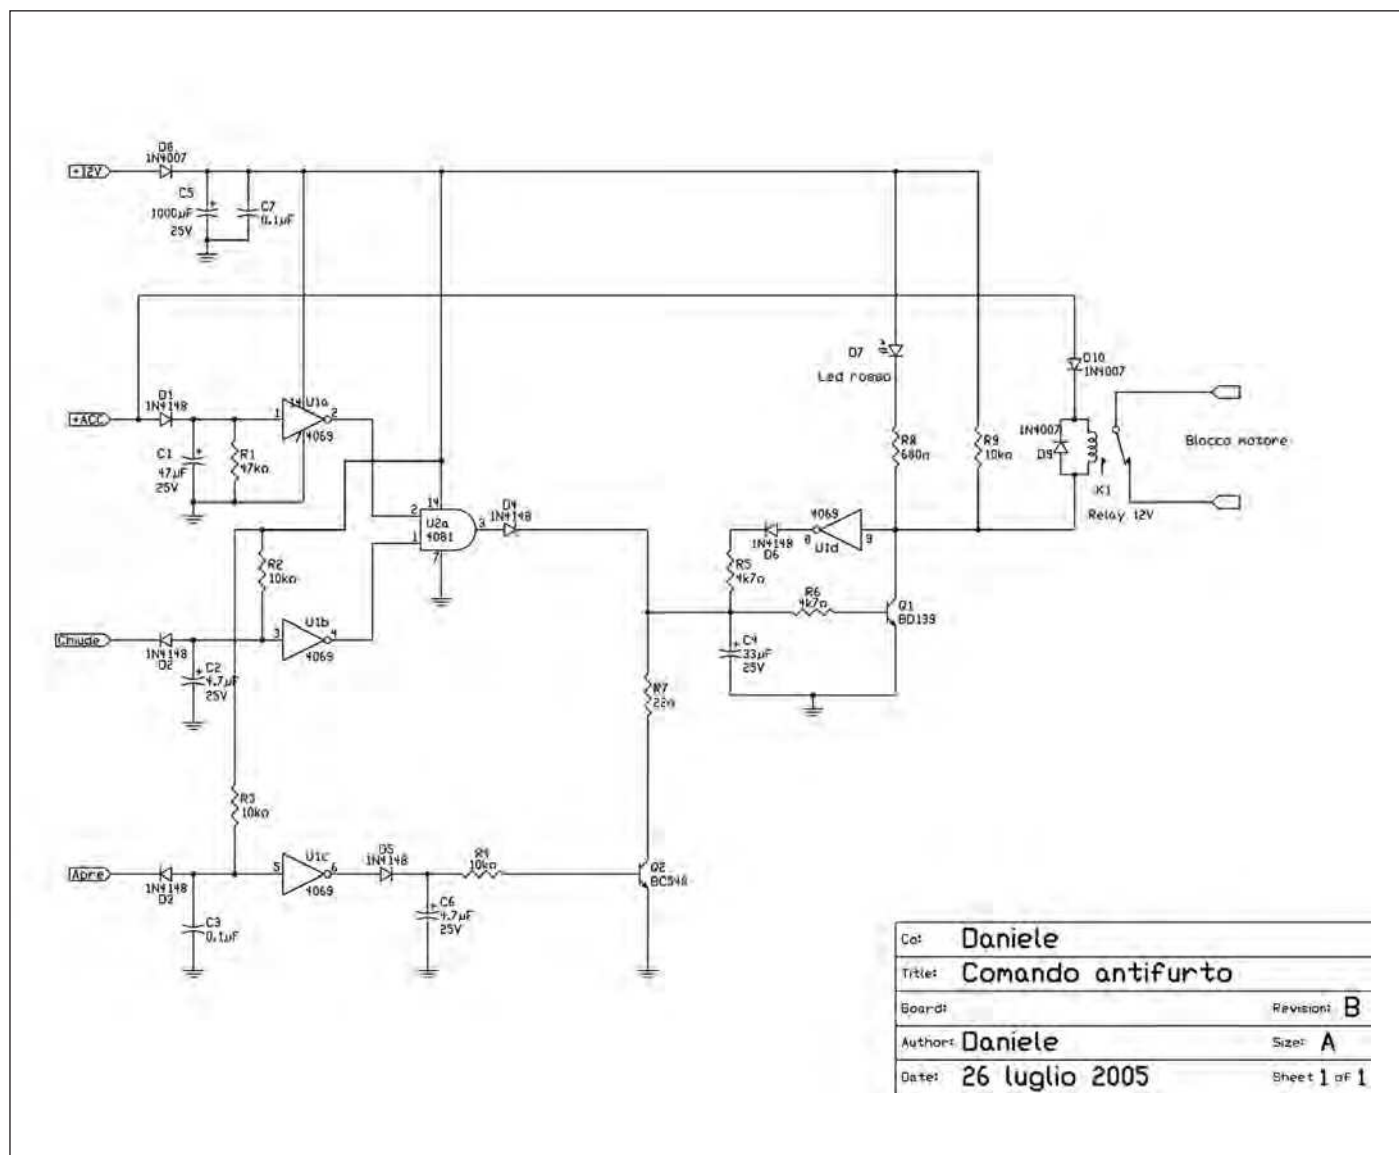 D8
1N4007
+12V
C5
1000µF
25V
C7
0.1µF
D7
Led rosso
D10
1N4007
D1
1N4148
+ACC
14
U1a
1
2
7
4069
C1
47µF
25V
R1
47kΩ
R8
680Ω
R9
10kΩ
1N4007
D9
Blocco motore
K1
Relay 12V
14
2
U2a
3
1
4081
7
D4
1N4148
4069
8
9
U1d
1N4148
D6
R2
10kΩ
R5
4k7Ω
R6
4k7Ω
Q1
BD139
Chiude
1N4148
D2
3
U1b
4
4069
C2
4.7µF
25V
C4
33µF
25V
R7
22Ω
R3
10kΩ
Apre
1N4148
5
U1c
6
4069
D5
1N4148
R4
10kΩ
Q2
BC548
C3
0.1µF
C6
4.7µF
25V
Co: Daniele
Title: Comando antifurto
Board: Revision: B
Author: Daniele Size: A
Date: 26 luglio 2005 Sheet 1 of 1